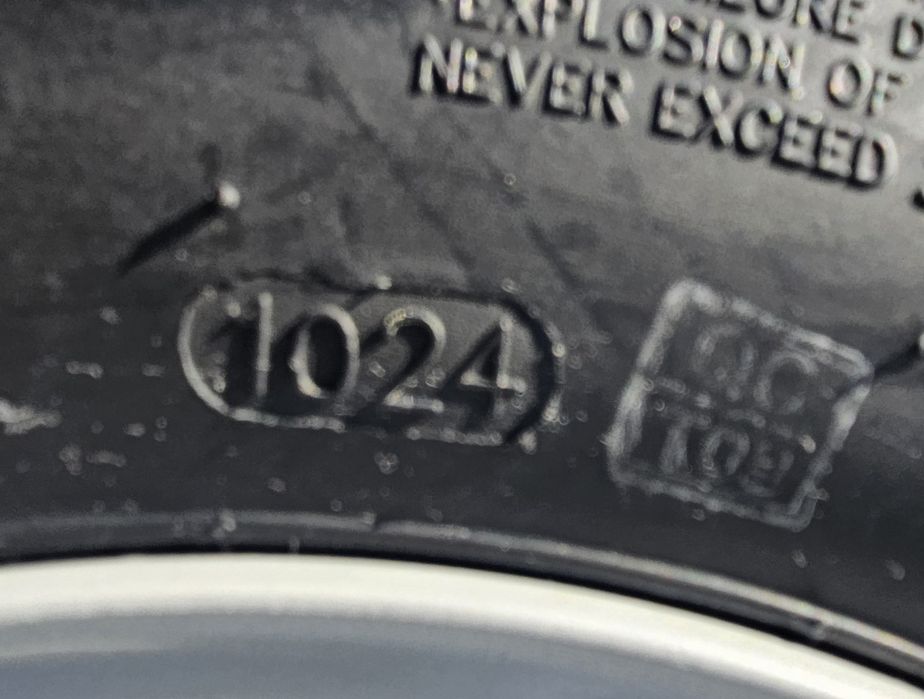 EXPLOSION OF
NEVER EXCEED
1024
QC